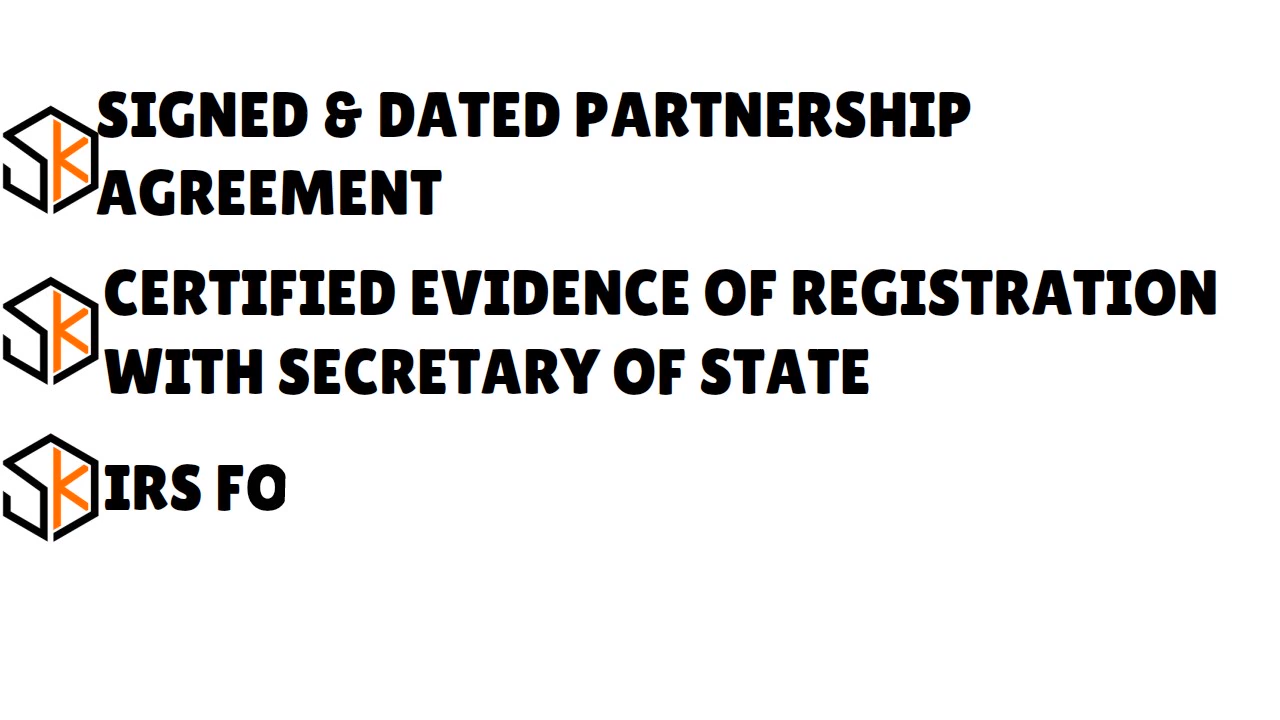 SIGNED & DATED PARTNERSHIP
AGREEMENT
CERTIFIED EVIDENCE OF REGISTRATION
WITH SECRETARY OF STATE
IRS FO